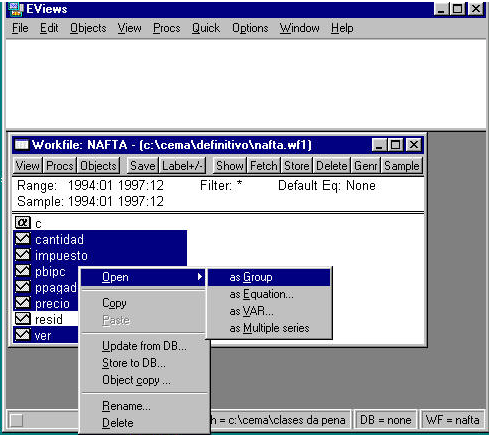 EViews
File Edit Objects View Procs Quick Options Window Help
Workfile: NAFTA - (c:\cema\definitivo\nafta.wf1)
View Procs Objects Save Label+/- Show Fetch Store Delete Genr Sample
Range: 1994:01 1997:12 Filter: * Default Eq: None
Sample: 1994:01 1997:12
α c
cantidad
impuesto
pbipc
ppagad
precio
resid
ver
Open
Copy
Paste
Update from DB...
Store to DB...
Object copy ...
Rename...
Delete
as Group
as Equation...
as VAR...
as Multiple series
h = c:\cema\clases da pena DB = none WF = nafta